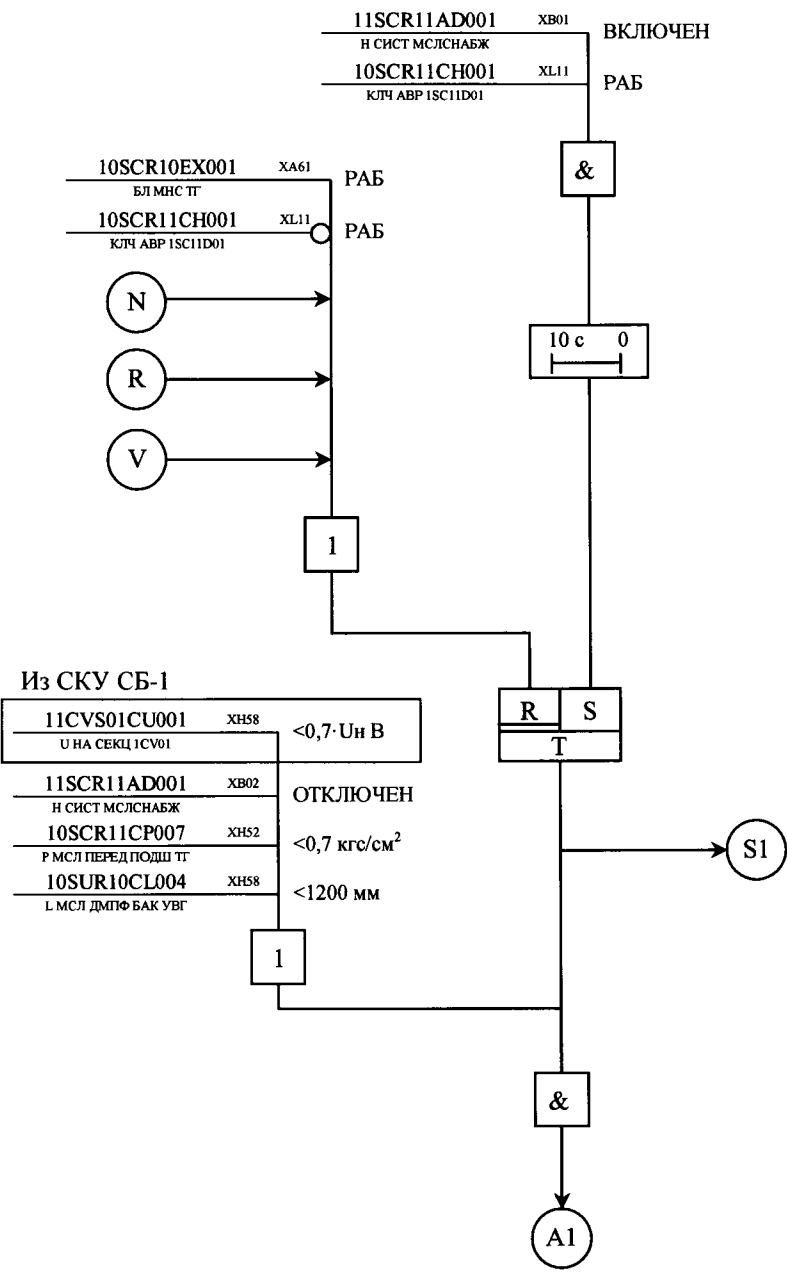 11SCR11AD001 XB01 ВКЛЮЧЕН
Н СИСТ МСЛСНАБЖ
10SCR11CH001 XL11 РАБ
КЛЧ АВР 1SC11D01
&
10SCR10EX001 XA61 РАБ
БЛ МНС ТГ
10SCR11CH001 XL11 РАБ
КЛЧ АВР 1SC11D01
N
10 с 0
R
V
1
Из СКУ СБ-1
R S
T
11CVS01CU001 XH58 <0,7·Uн В
U НА СЕКЦ 1CV01
11SCR11AD001 XB02 ОТКЛЮЧЕН
Н СИСТ МСЛСНАБЖ
10SCR11CP007 XH52 <0,7 кгс/см²
Р МСЛ ПЕРЕД ПОДШ ТГ
S1
10SUR10CL004 XH58 <1200 мм
L МСЛ ДМПФ БАК УВГ
1
&
A1